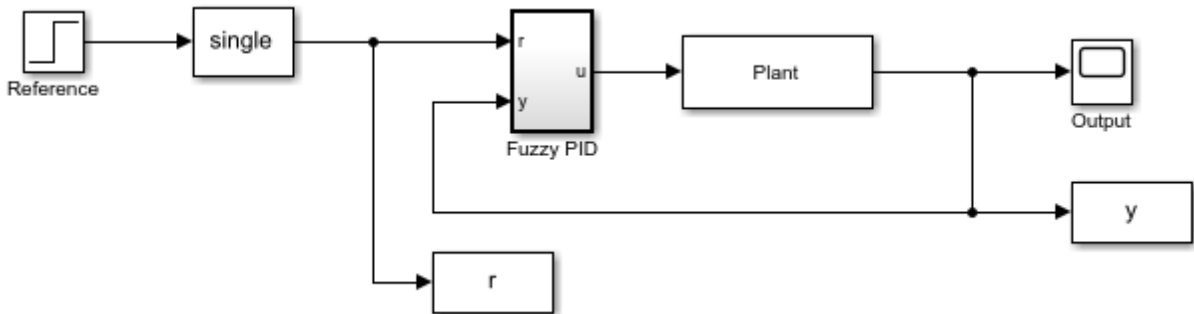 Reference
single
r
y
u
Fuzzy PID
Plant
Output
y
r